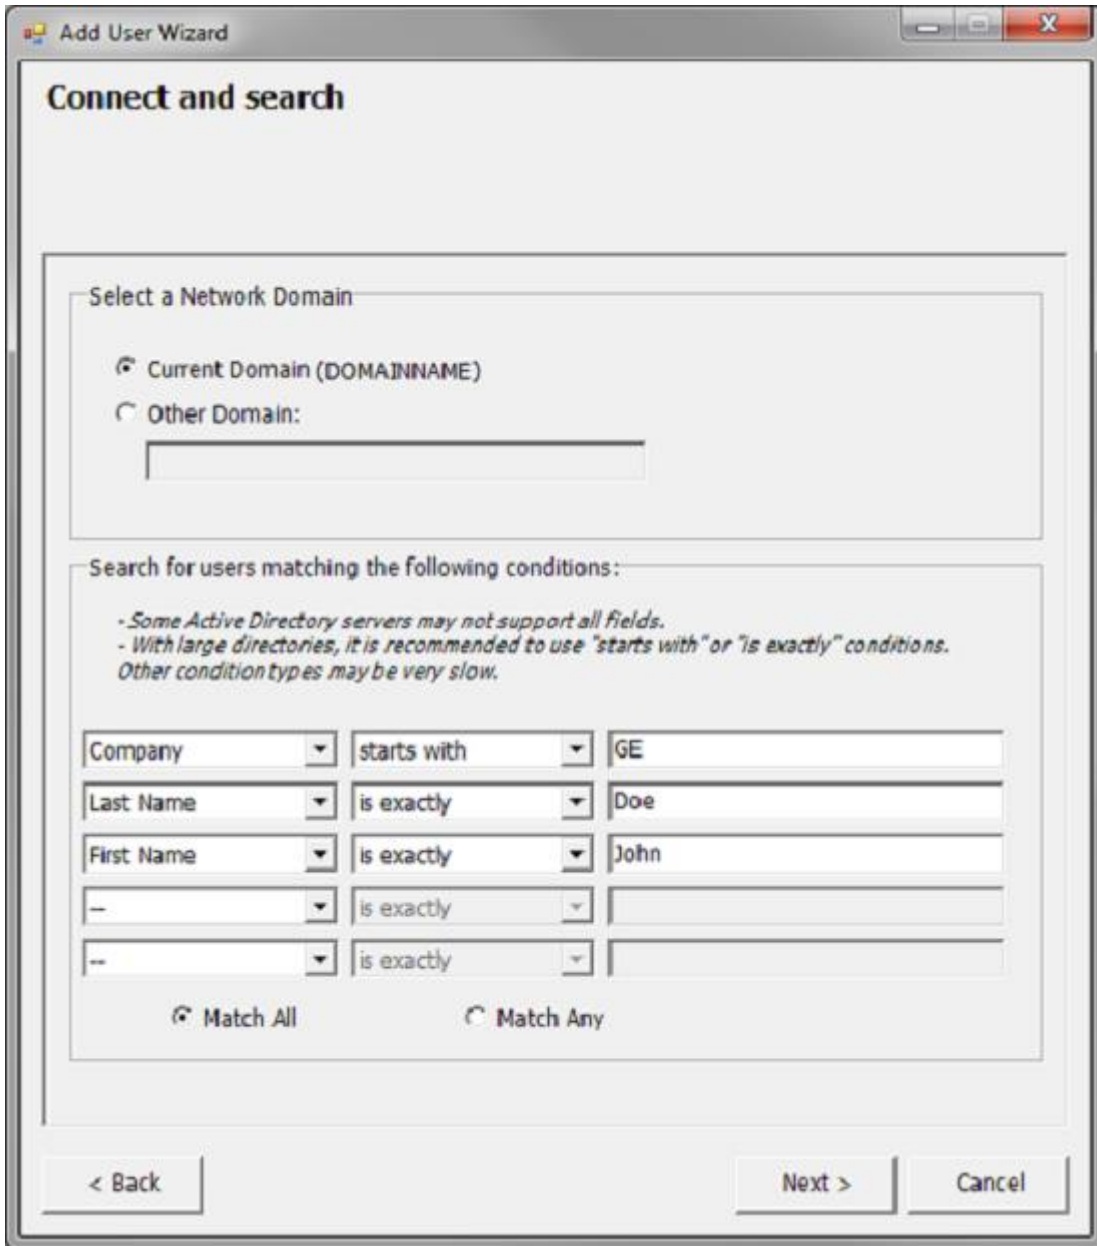 Add User Wizard
Connect and search
Select a Network Domain
Current Domain (DOMAINNAME)
Other Domain:
Search for users matching the following conditions:
- Some Active Directory servers may not support all fields.
- With large directories, it is recommended to use "starts with" or "is exactly" conditions.
Other condition types may be very slow.
Company starts with GE
Last Name is exactly Doe
First Name is exactly John
-- is exactly
-- is exactly
Match All Match Any
< Back Next > Cancel